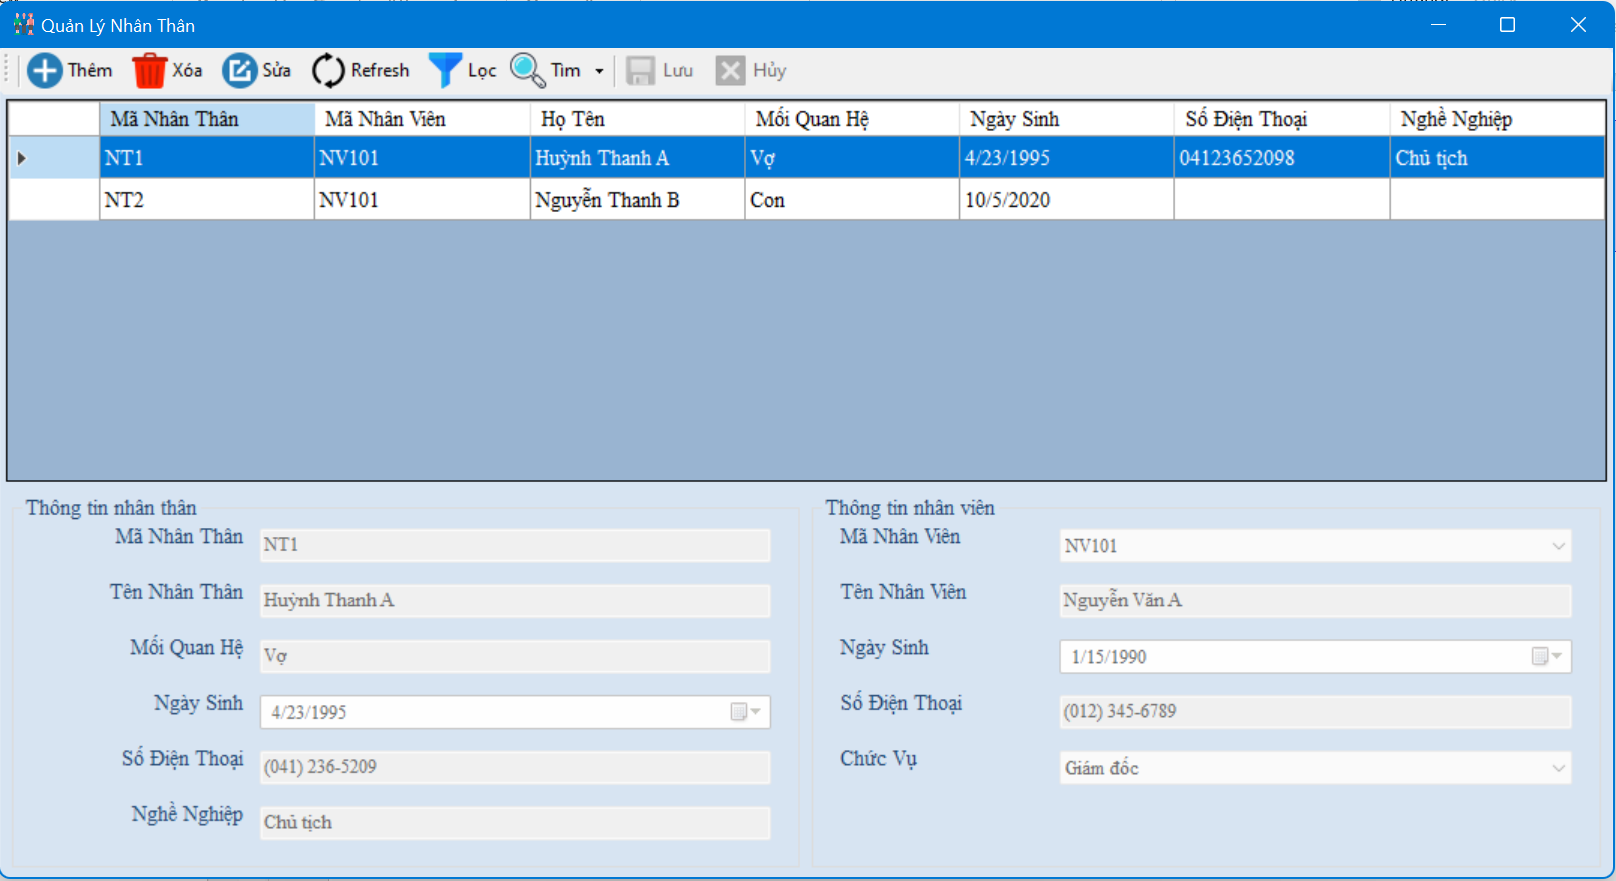 Quản Lý Nhân Thân
Thêm Xóa Sửa Refresh Lọc Tìm Lưu Hủy
Mã Nhân Thân Mã Nhân Viên Họ Tên Mối Quan Hệ Ngày Sinh Số Điện Thoại Nghề Nghiệp
NT1 NV101 Huỳnh Thanh A Vợ 4/23/1995 04123652098 Chủ tịch
NT2 NV101 Nguyễn Thanh B Con 10/5/2020
Thông tin nhân thân
Mã Nhân Thân NT1
Tên Nhân Thân Huỳnh Thanh A
Mối Quan Hệ Vợ
Ngày Sinh 4/23/1995
Số Điện Thoại (041) 236-5209
Nghề Nghiệp Chủ tịch
Thông tin nhân viên
Mã Nhân Viên NV101
Tên Nhân Viên Nguyễn Văn A
Ngày Sinh 1/15/1990
Số Điện Thoại (012) 345-6789
Chức Vụ Giám đốc